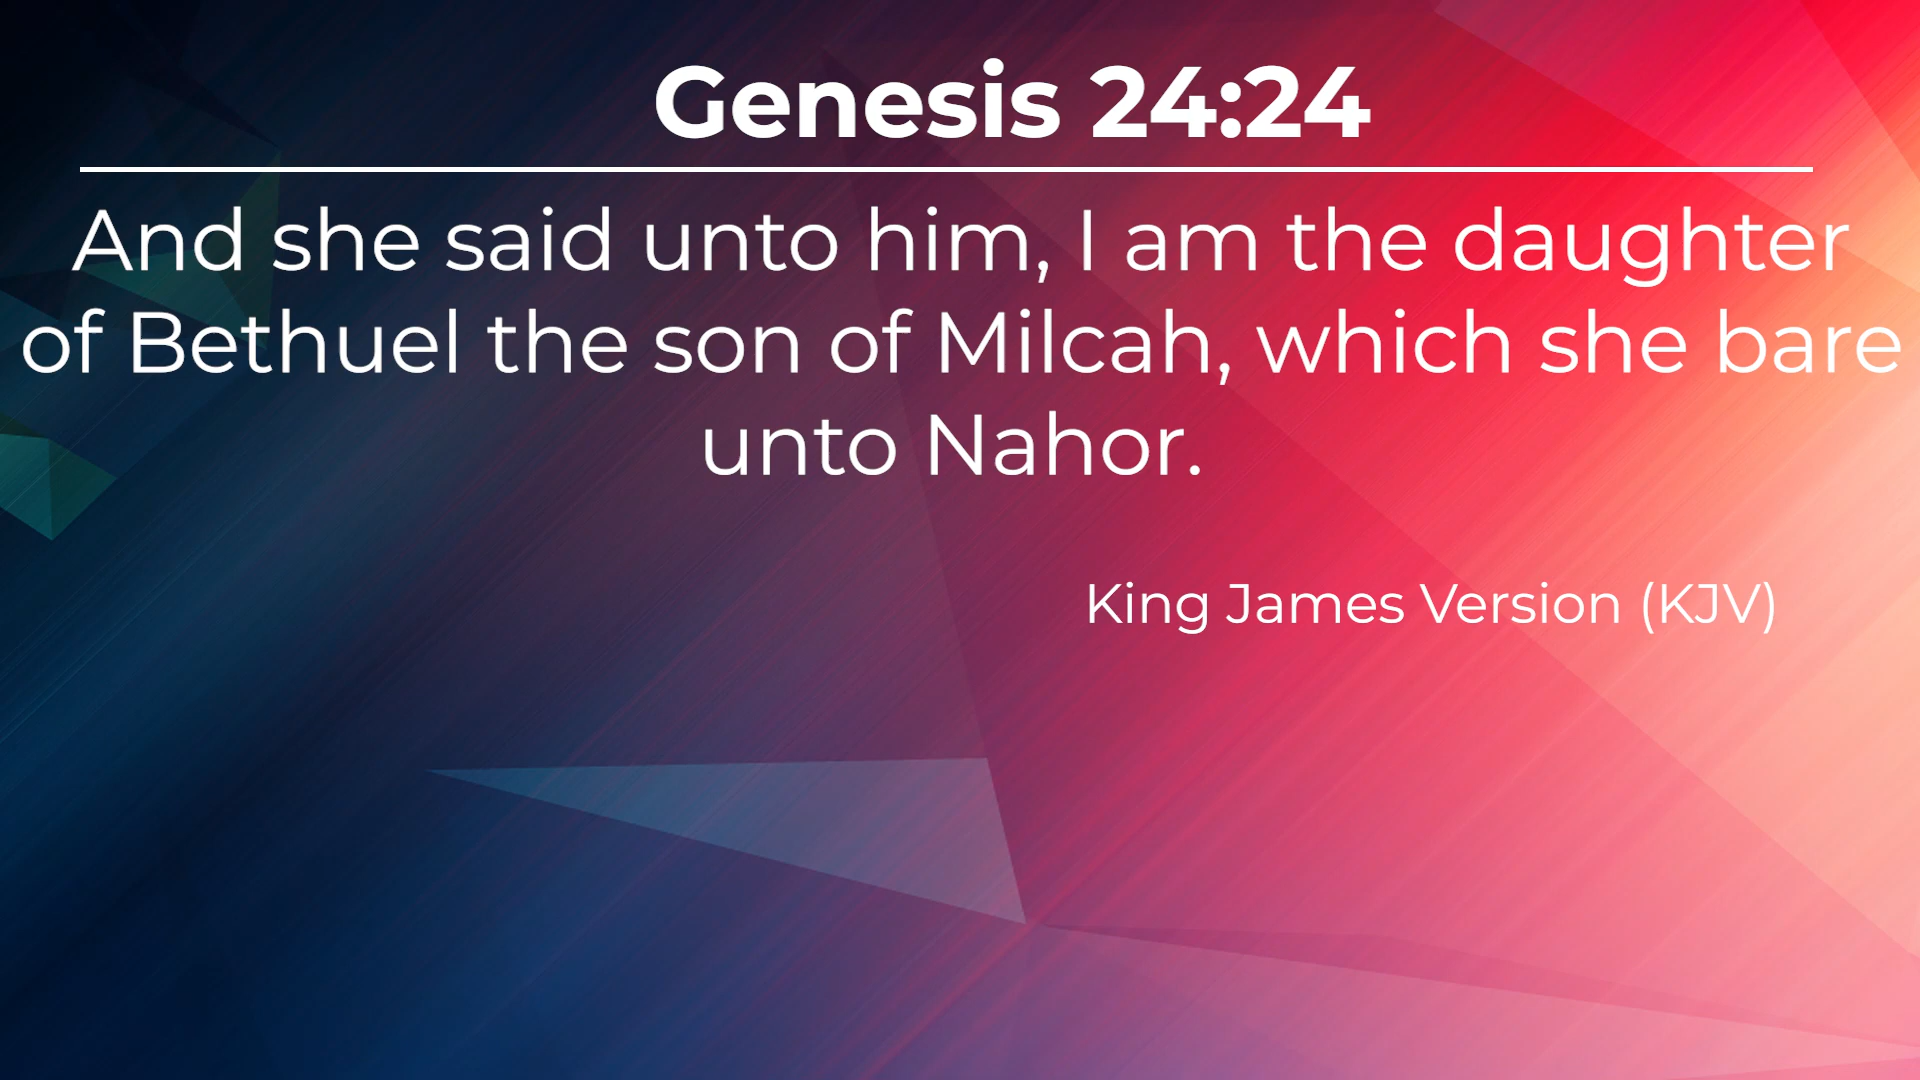 Genesis 24:24
And she said unto him, I am the daughter
of Bethuel the son of Milcah, which she bare
unto Nahor.
King James Version (KJV)